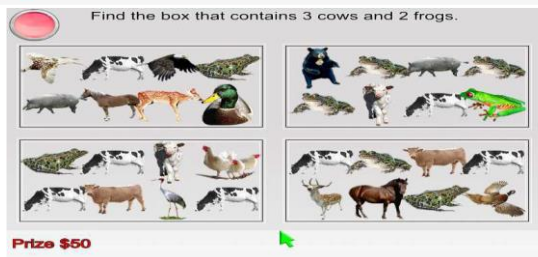 Find the box that contains 3 cows and 2 frogs.
Prize $50